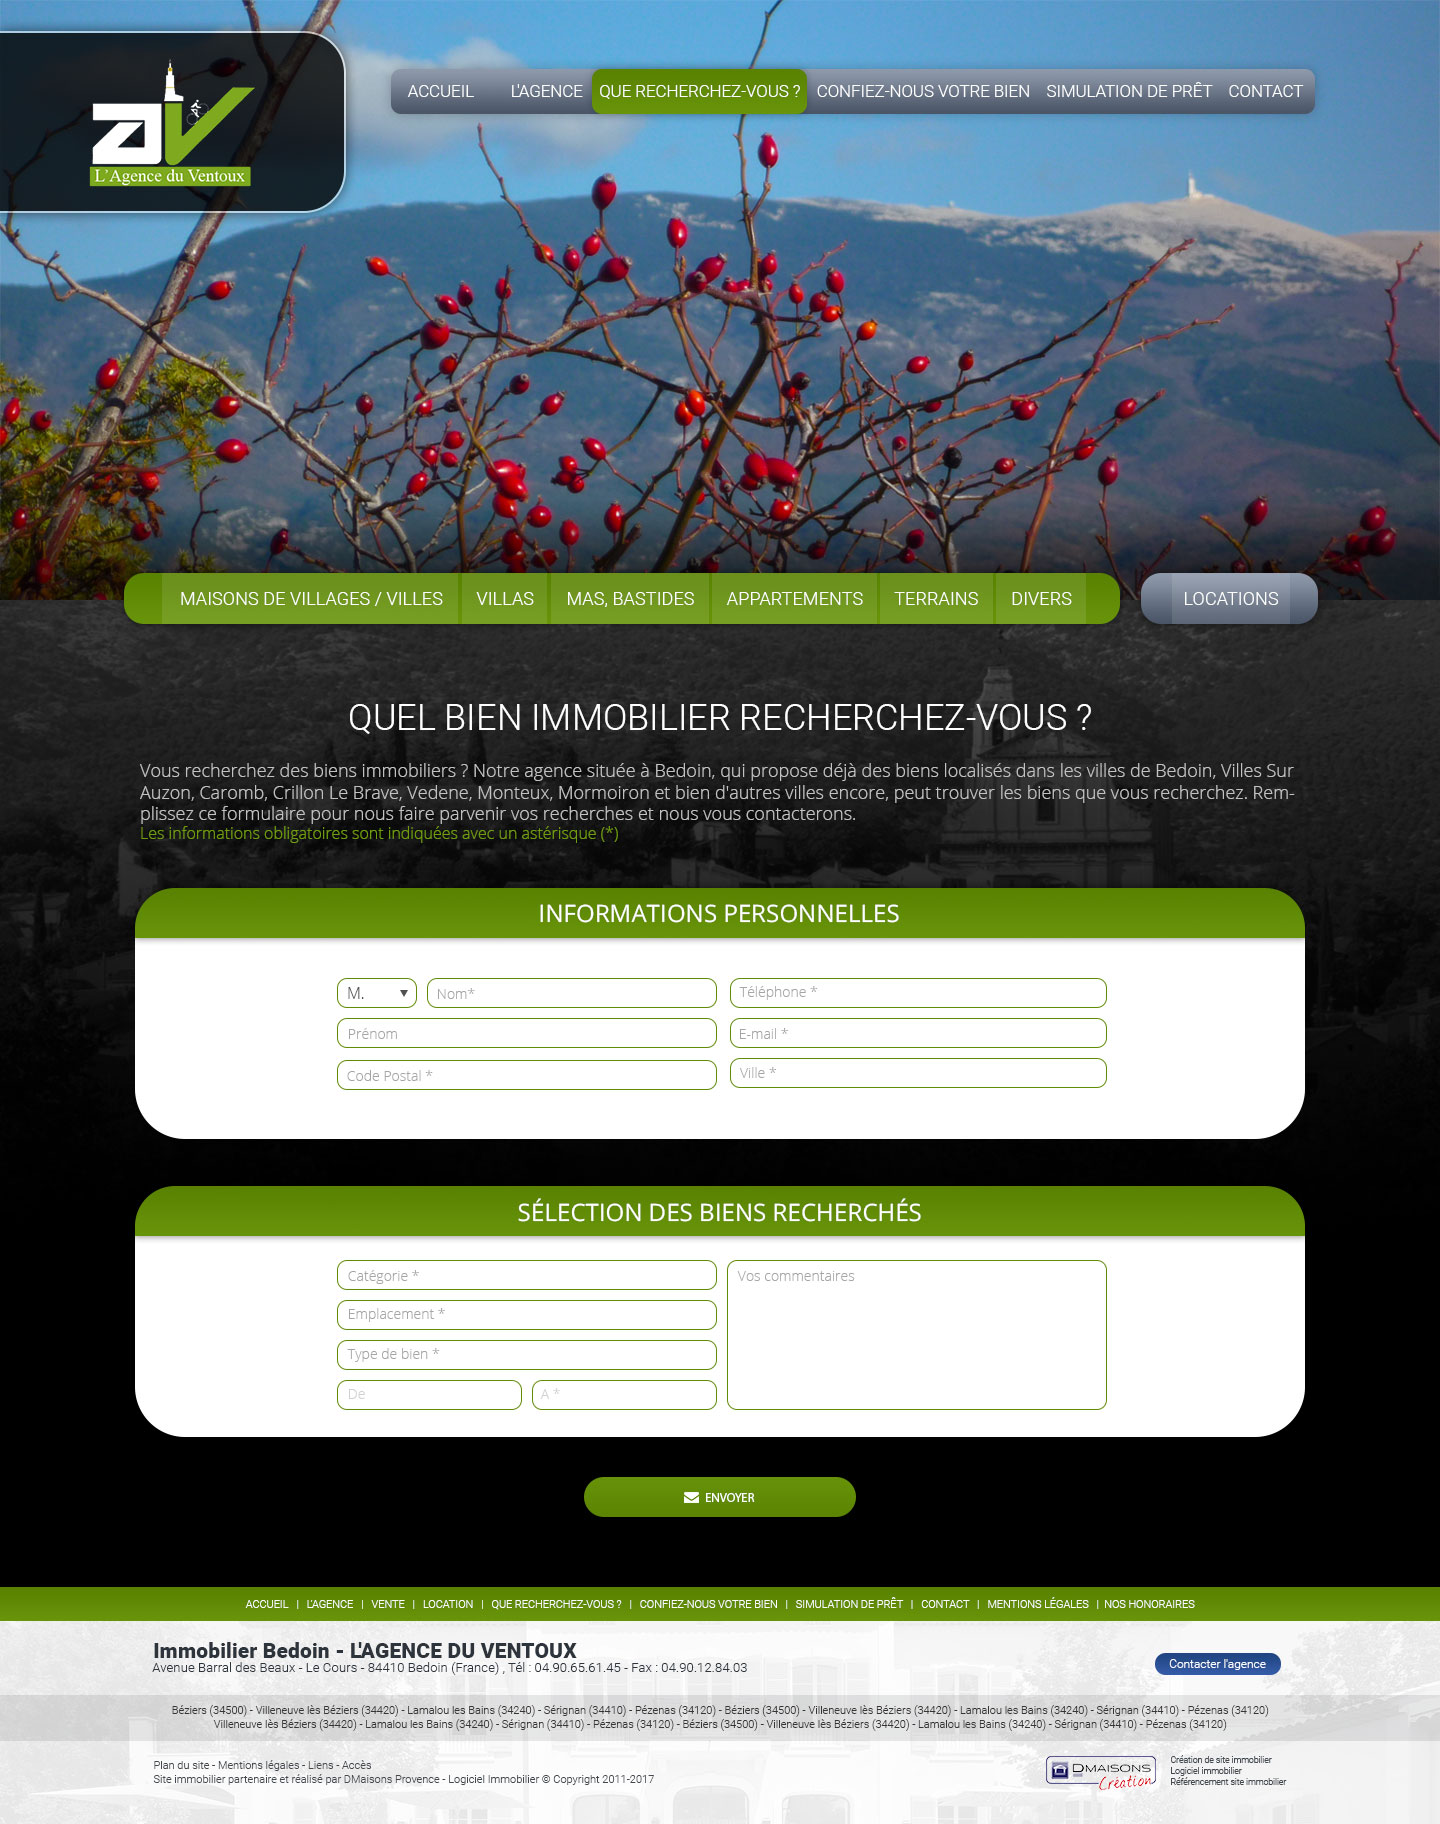 aV
L'Agence du Ventoux
ACCUEIL L'AGENCE QUE RECHERCHEZ-VOUS ? CONFIEZ-NOUS VOTRE BIEN SIMULATION DE PRÊT CONTACT
MAISONS DE VILLAGES / VILLES VILLAS MAS, BASTIDES APPARTEMENTS TERRAINS DIVERS LOCATIONS
QUEL BIEN IMMOBILIER RECHERCHEZ-VOUS ?
Vous recherchez des biens immobiliers ? Notre agence située à Bedoin, qui propose déjà des biens localisés dans les villes de Bedoin, Villes Sur
Auzon, Caromb, Crillon Le Brave, Vedene, Monteux, Mormoiron et bien d'autres villes encore, peut trouver les biens que vous recherchez. Rem-
plissez ce formulaire pour nous faire parvenir vos recherches et nous vous contacterons.
Les informations obligatoires sont indiquées avec un astérisque (*)
INFORMATIONS PERSONNELLES
M. Nom* Téléphone *
Prénom E-mail *
Code Postal * Ville *
SÉLECTION DES BIENS RECHERCHÉS
Catégorie * Vos commentaires
Emplacement *
Type de bien *
De A *
ENVOYER
ACCUEIL | L'AGENCE | VENTE | LOCATION | QUE RECHERCHEZ-VOUS ? | CONFIEZ-NOUS VOTRE BIEN | SIMULATION DE PRÊT | CONTACT | MENTIONS LÉGALES | NOS HONORAIRES
Immobilier Bedoin - L'AGENCE DU VENTOUX
Avenue Barral des Beaux - Le Cours - 84410 Bedoin (France) , Tél : 04.90.65.61.45 - Fax : 04.90.12.84.03
Contacter l'agence
Béziers (34500) - Villeneuve lès Béziers (34420) - Lamalou les Bains (34240) - Sérignan (34410) - Pézenas (34120) - Béziers (34500) - Villeneuve lès Béziers (34420) - Lamalou les Bains (34240) - Sérignan (34410) - Pézenas (34120)
Villeneuve lès Béziers (34420) - Lamalou les Bains (34240) - Sérignan (34410) - Pézenas (34120) - Béziers (34500) - Villeneuve lès Béziers (34420) - Lamalou les Bains (34240) - Sérignan (34410) - Pézenas (34120)
Plan du site - Mentions légales - Liens - Accès
Site immobilier partenaire et réalisé par DMaisons Provence - Logiciel Immobilier © Copyright 2011-2017
DMAISONS
Création
Création de site immobilier
Logiciel immobilier
Référencement site immobilier